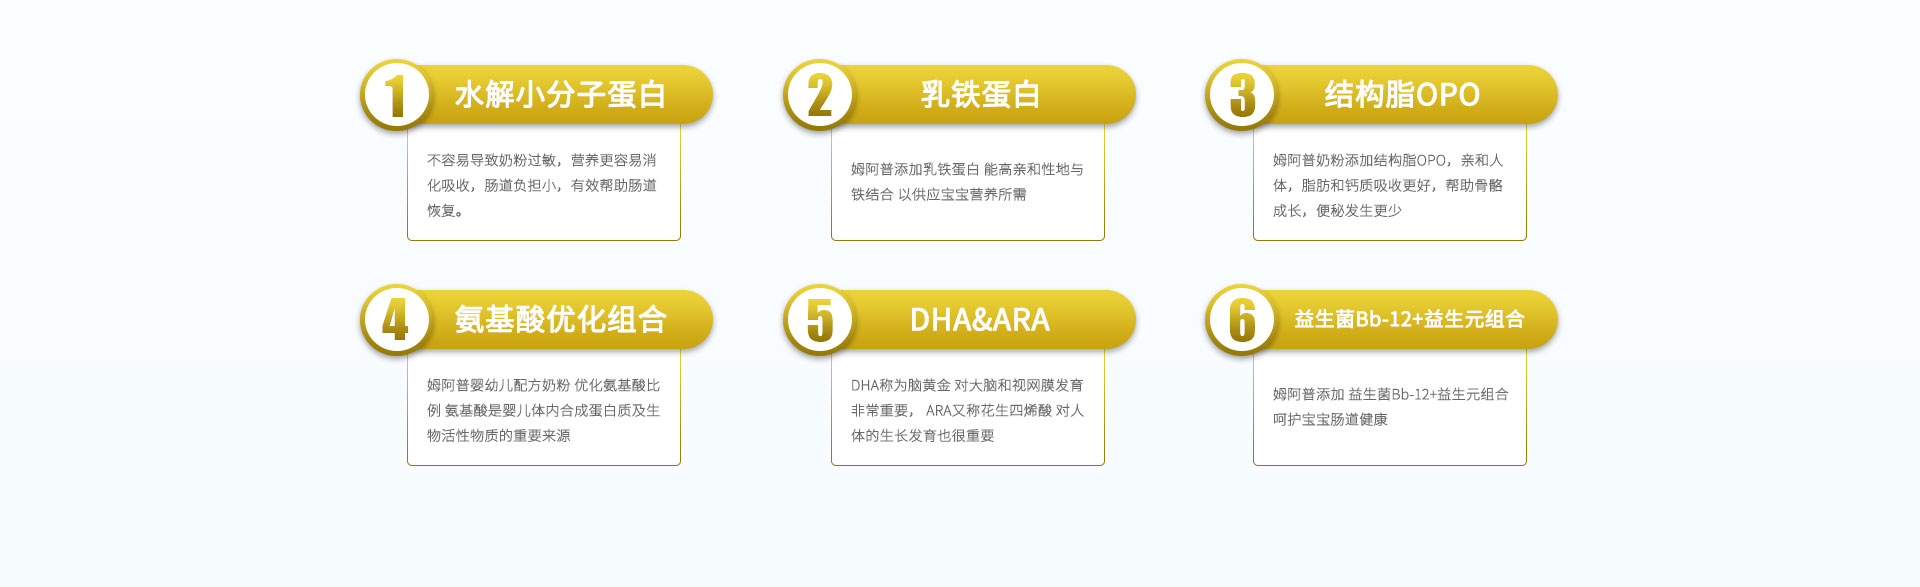 1
水解小分子蛋白
不容易导致奶粉过敏，营养更容易消
化吸收，肠道负担小，有效帮助肠道
恢复。
2
乳铁蛋白
姆阿普添加乳铁蛋白 能高亲和性地与
铁结合 以供应宝宝营养所需
3
结构脂OPO
姆阿普奶粉添加结构脂OPO，亲和人
体，脂肪和钙质吸收更好，帮助骨骼
成长，便秘发生更少
4
氨基酸优化组合
姆阿普婴幼儿配方奶粉 优化氨基酸比
例 氨基酸是婴儿体内合成蛋白质及生
物活性物质的重要来源
5
DHA&ARA
DHA称为脑黄金 对大脑和视网膜发育
非常重要， ARA又称花生四烯酸 对人
体的生长发育也很重要
6
益生菌Bb-12+益生元组合
姆阿普添加 益生菌Bb-12+益生元组合
呵护宝宝肠道健康